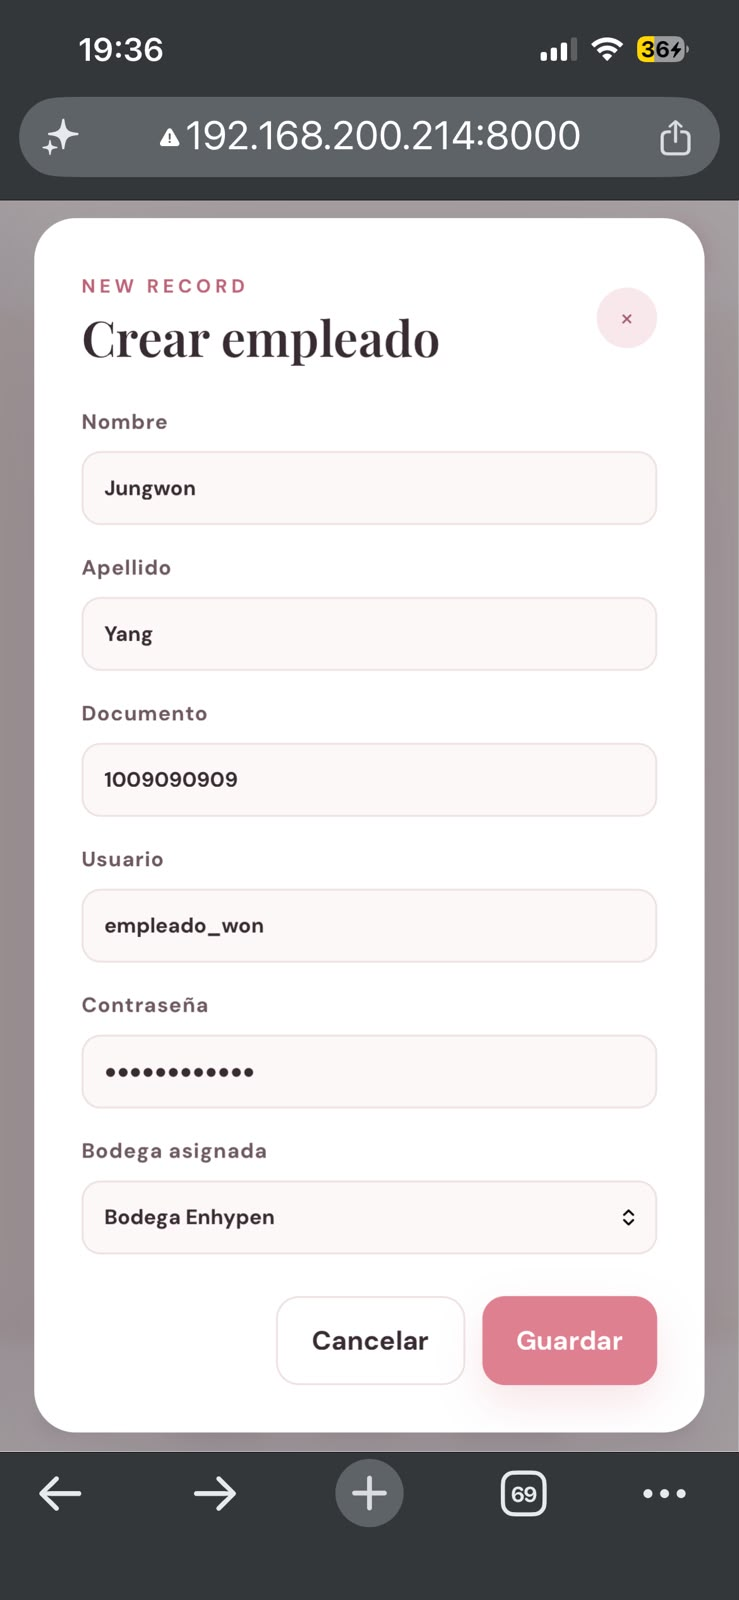 19:36
36
192.168.200.214:8000
NEW RECORD
Crear empleado
×
Nombre
Jungwon
Apellido
Yang
Documento
1009090909
Usuario
empleado_won
Contraseña
••••••••••••
Bodega asignada
Bodega Enhypen
Cancelar
Guardar
69